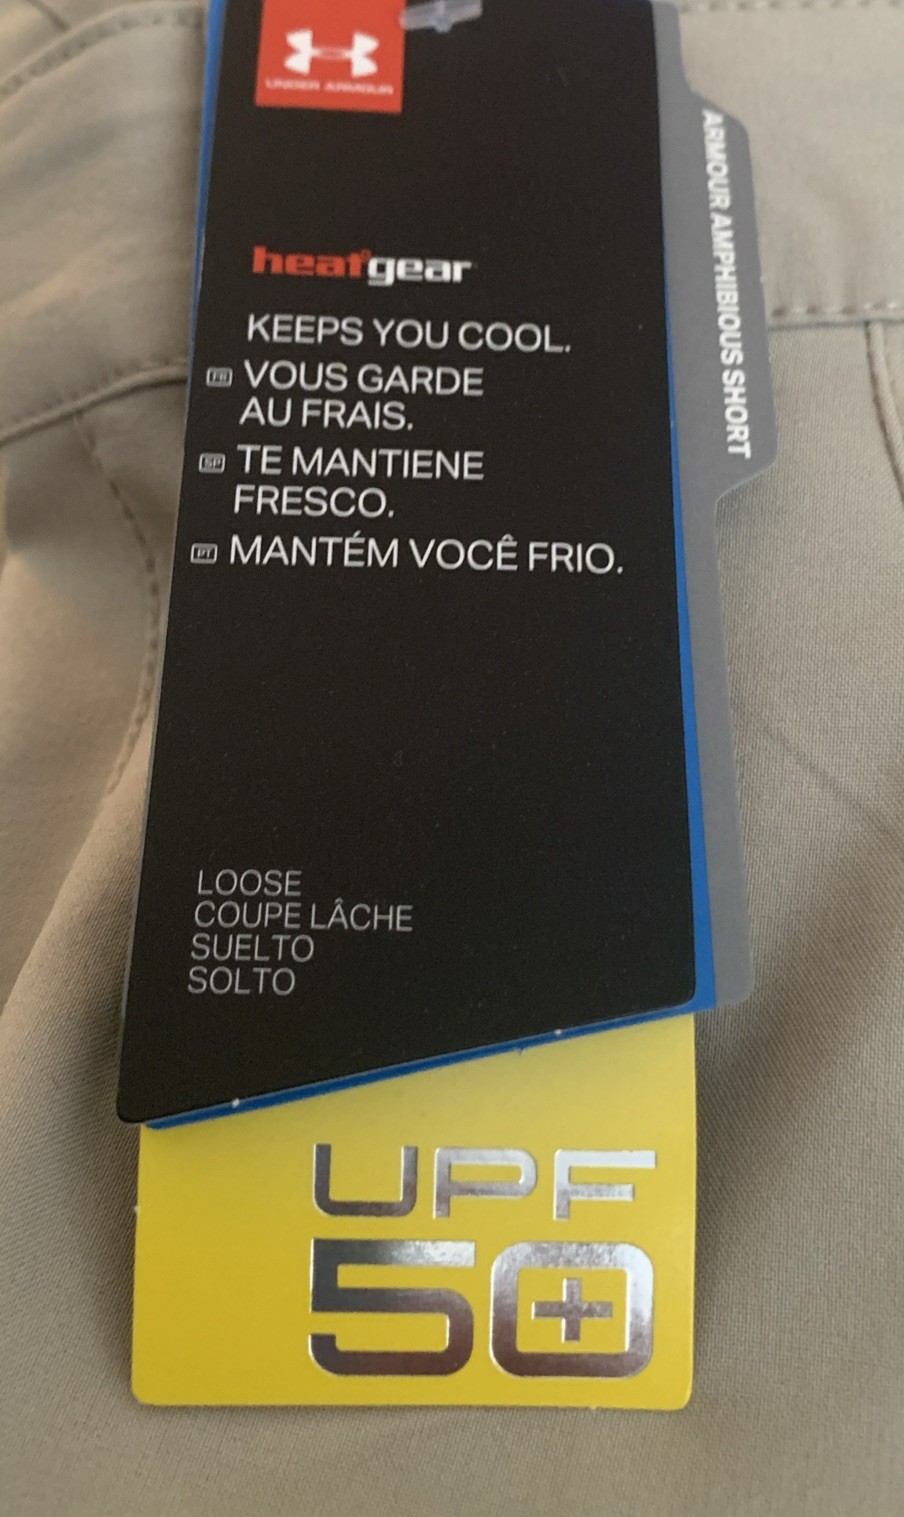 UNDER ARMOUR
ARMOUR AMPHIBIOUS SHORT
heatgear
KEEPS YOU COOL.
FR VOUS GARDE
AU FRAIS.
SP TE MANTIENE
FRESCO.
PT MANTÉM VOCÊ FRIO.
LOOSE
COUPE LÂCHE
SUELTO
SOLTO
UPF
50+